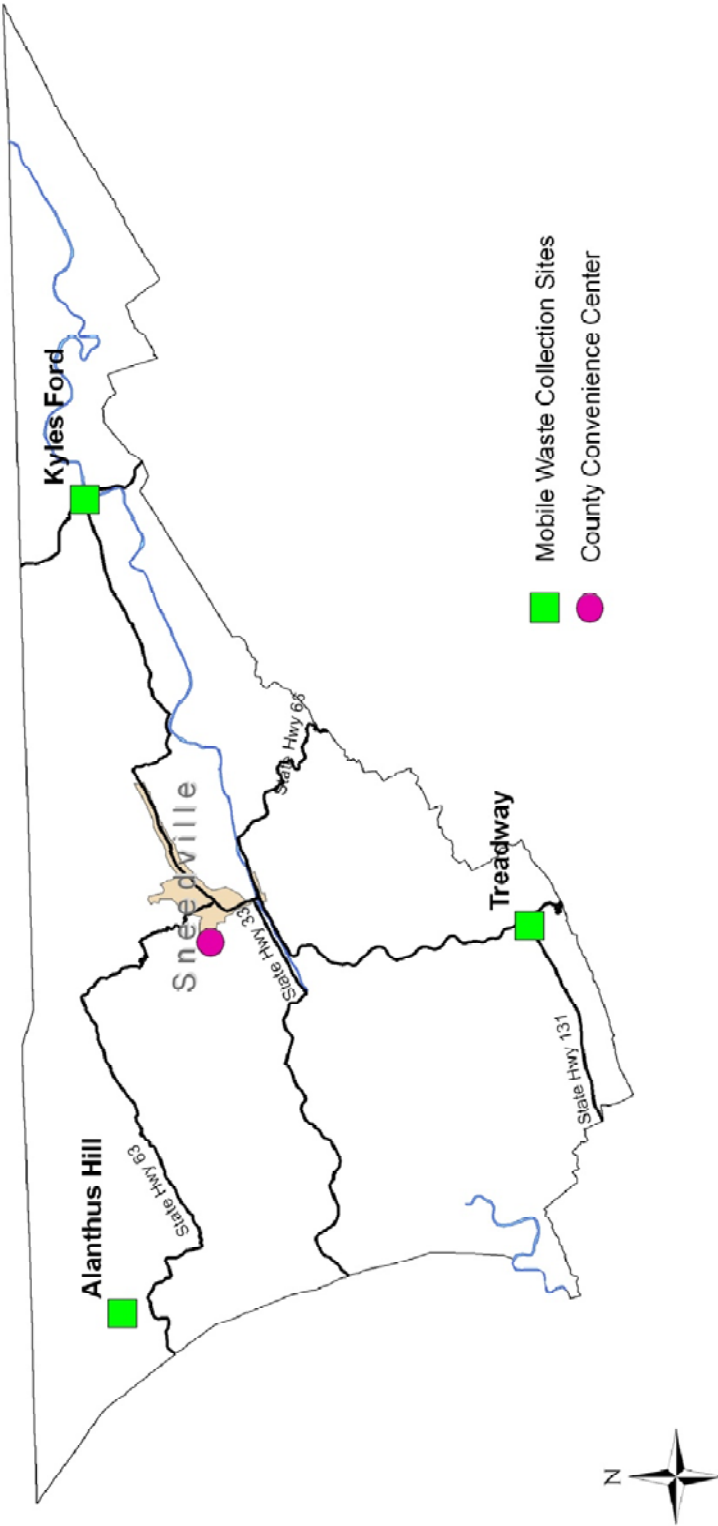 Kyles Ford
Alanthus Hill
State Hwy 63
Sneedville
State Hwy 33
State Hwy
Treadway
State Hwy 131
Mobile Waste Collection Sites
County Convenience Center
N